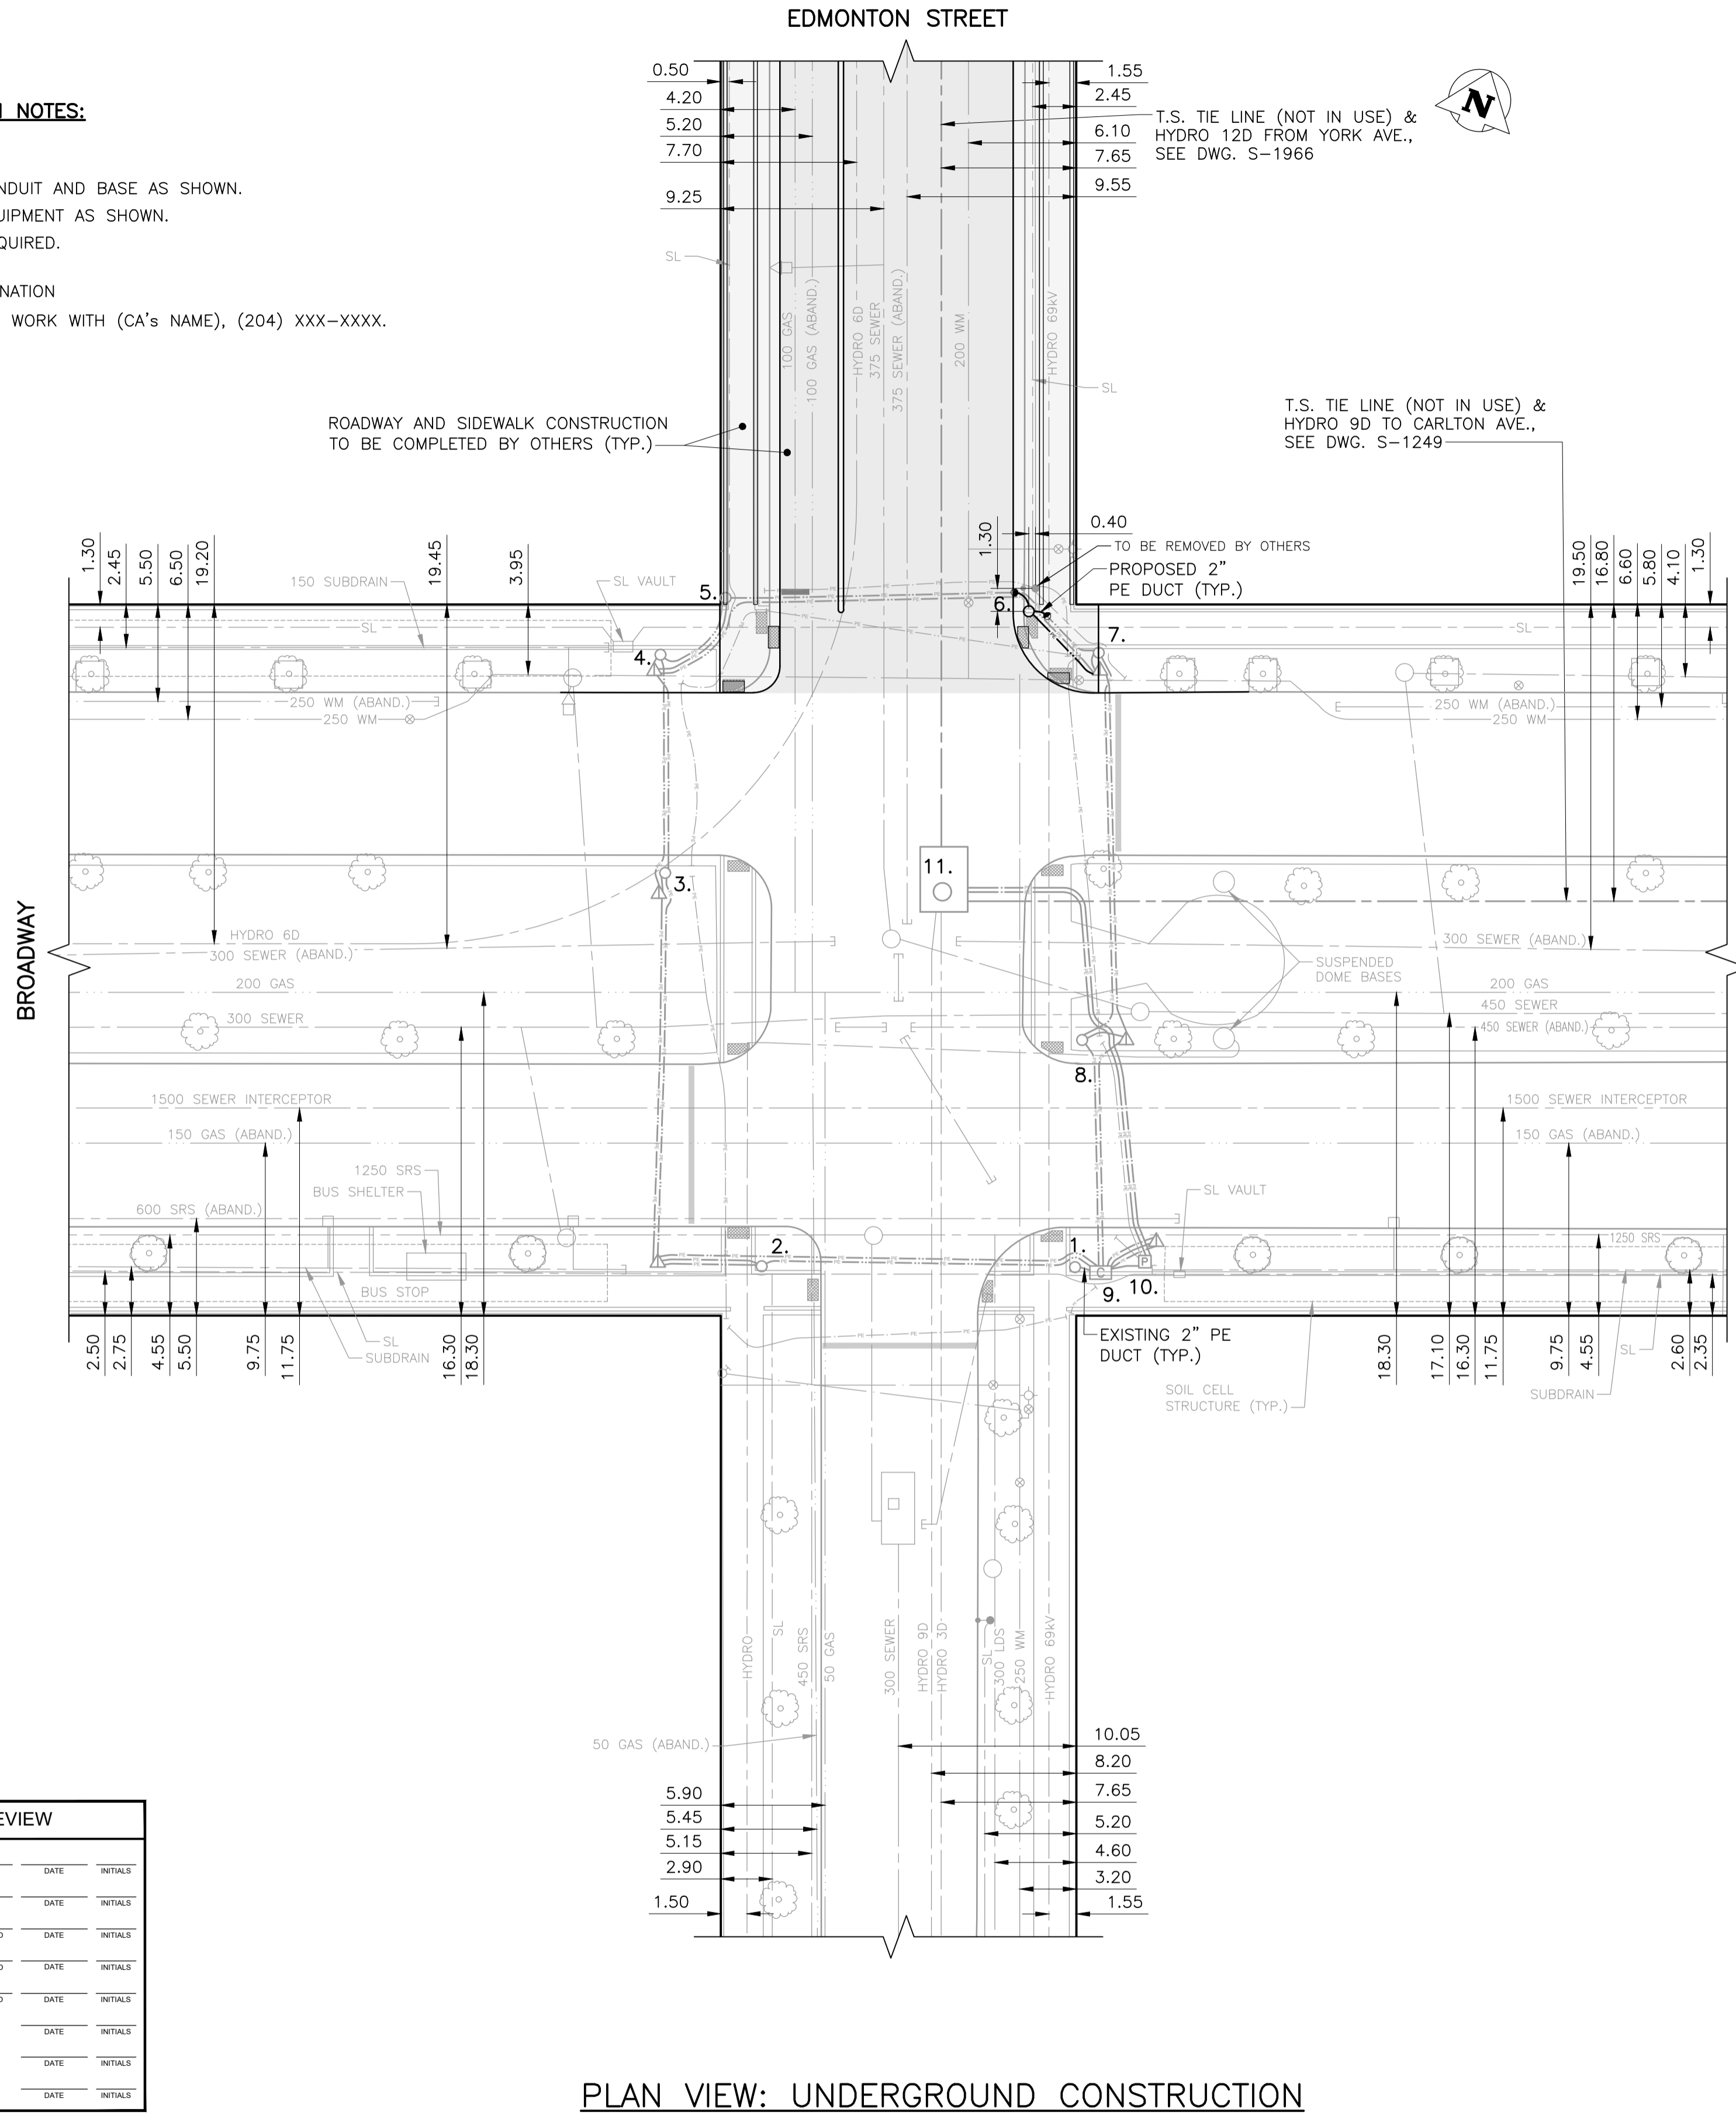 EDMONTON STREET
N NOTES:
NDUIT AND BASE AS SHOWN.
UIPMENT AS SHOWN.
QUIRED.
NATION
WORK WITH (CA's NAME), (204) XXX-XXXX.
0.50
4.20
5.20
7.70
9.25
1.55
2.45
6.10
7.65
9.55
T.S. TIE LINE (NOT IN USE) &
HYDRO 12D FROM YORK AVE.,
SEE DWG. S-1966
N
SL
100 GAS
100 GAS (ABAND.)
HYDRO 6D
375 SEWER
375 SEWER (ABAND.)
200 WM
HYDRO 69kV
SL
ROADWAY AND SIDEWALK CONSTRUCTION
TO BE COMPLETED BY OTHERS (TYP.)
T.S. TIE LINE (NOT IN USE) &
HYDRO 9D TO CARLTON AVE.,
SEE DWG. S-1249
1.30
2.45
5.50
6.50
19.20
19.45
3.95
1.30
0.40
TO BE REMOVED BY OTHERS
PROPOSED 2"
PE DUCT (TYP.)
19.50
16.80
6.60
5.80
4.10
1.30
150 SUBDRAIN
SL VAULT
5.
6.
7.
4.
SL
SL
250 WM (ABAND.)
250 WM
250 WM (ABAND.)
250 WM
11.
3.
BROADWAY
HYDRO 6D
300 SEWER (ABAND.)
300 SEWER (ABAND.)
SUSPENDED
DOME BASES
200 GAS
200 GAS
450 SEWER
300 SEWER
450 SEWER (ABAND.)
8.
1500 SEWER INTERCEPTOR
1500 SEWER INTERCEPTOR
150 GAS (ABAND.)
150 GAS (ABAND.)
1250 SRS
BUS SHELTER
600 SRS (ABAND.)
SL VAULT
2.
1.
C
P
9.
10.
1250 SRS
BUS STOP
SL
SUBDRAIN
EXISTING 2" PE
DUCT (TYP.)
2.50
2.75
4.55
5.50
9.75
11.75
16.30
18.30
18.30
17.10
16.30
11.75
9.75
4.55
2.60
2.35
SL
SOIL CELL
STRUCTURE (TYP.)
SUBDRAIN
HYDRO
SL
450 SRS
50 GAS
300 SEWER
HYDRO 9D
HYDRO 3D
SL
300 LDS
250 WM
HYDRO 69kV
50 GAS (ABAND.)
10.05
8.20
7.65
5.20
4.60
3.20
1.55
5.90
5.45
5.15
2.90
1.50
EVIEW
DATE INITIALS
DATE INITIALS
DATE INITIALS
DATE INITIALS
DATE INITIALS
DATE INITIALS
DATE INITIALS
DATE INITIALS
PLAN VIEW: UNDERGROUND CONSTRUCTION